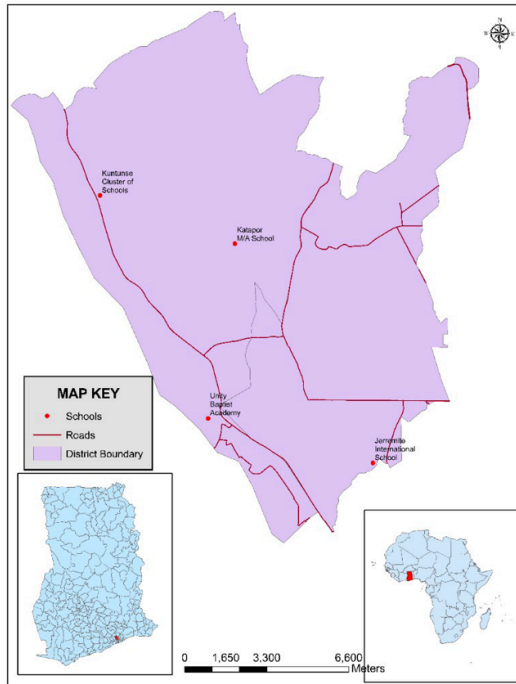 N
W
E
S
Kuntunse
Cluster of
Schools
Katapor
M/A School
Unity
Baptist
Academy
Jerremite
International
School
MAP KEY
Schools
Roads
District Boundary
0 1,650 3,300 6,600
Meters